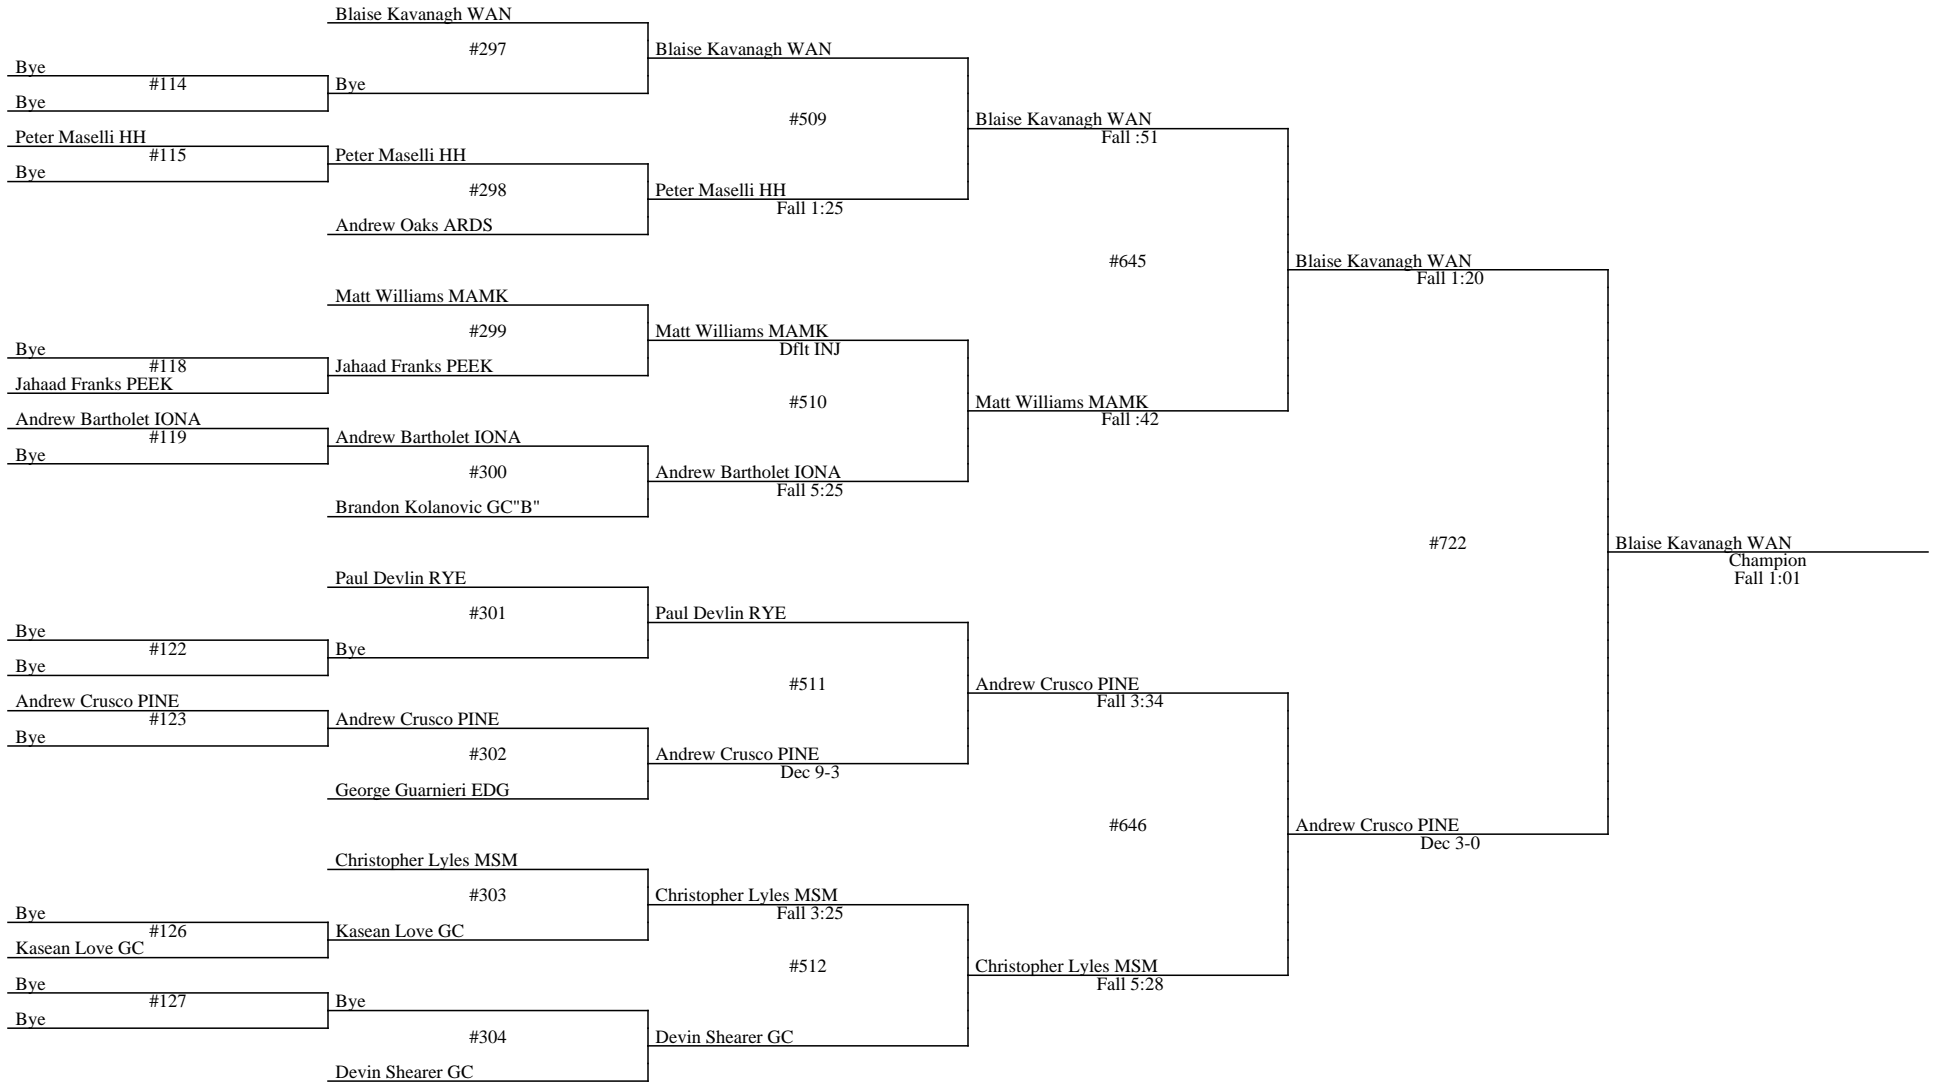 Blaise Kavanagh WAN
#297
Blaise Kavanagh WAN
Bye
#114
Bye
Bye
#509
Blaise Kavanagh WAN
Fall :51
Peter Maselli HH
#115
Peter Maselli HH
Bye
#298
Peter Maselli HH
Fall 1:25
Andrew Oaks ARDS
#645
Blaise Kavanagh WAN
Fall 1:20
Matt Williams MAMK
#299
Matt Williams MAMK
Dflt INJ
Bye
#118
Jahaad Franks PEEK
Jahaad Franks PEEK
#510
Matt Williams MAMK
Fall :42
Andrew Bartholet IONA
#119
Andrew Bartholet IONA
Bye
#300
Andrew Bartholet IONA
Fall 5:25
Brandon Kolanovic GC"B"
#722
Blaise Kavanagh WAN
Champion
Fall 1:01
Paul Devlin RYE
#301
Paul Devlin RYE
Bye
#122
Bye
Bye
#511
Andrew Crusco PINE
Fall 3:34
Andrew Crusco PINE
#123
Andrew Crusco PINE
Bye
#302
Andrew Crusco PINE
Dec 9-3
George Guarnieri EDG
#646
Andrew Crusco PINE
Dec 3-0
Christopher Lyles MSM
#303
Christopher Lyles MSM
Fall 3:25
Bye
#126
Kasean Love GC
Kasean Love GC
#512
Christopher Lyles MSM
Fall 5:28
Bye
#127
Bye
Bye
#304
Devin Shearer GC
Devin Shearer GC